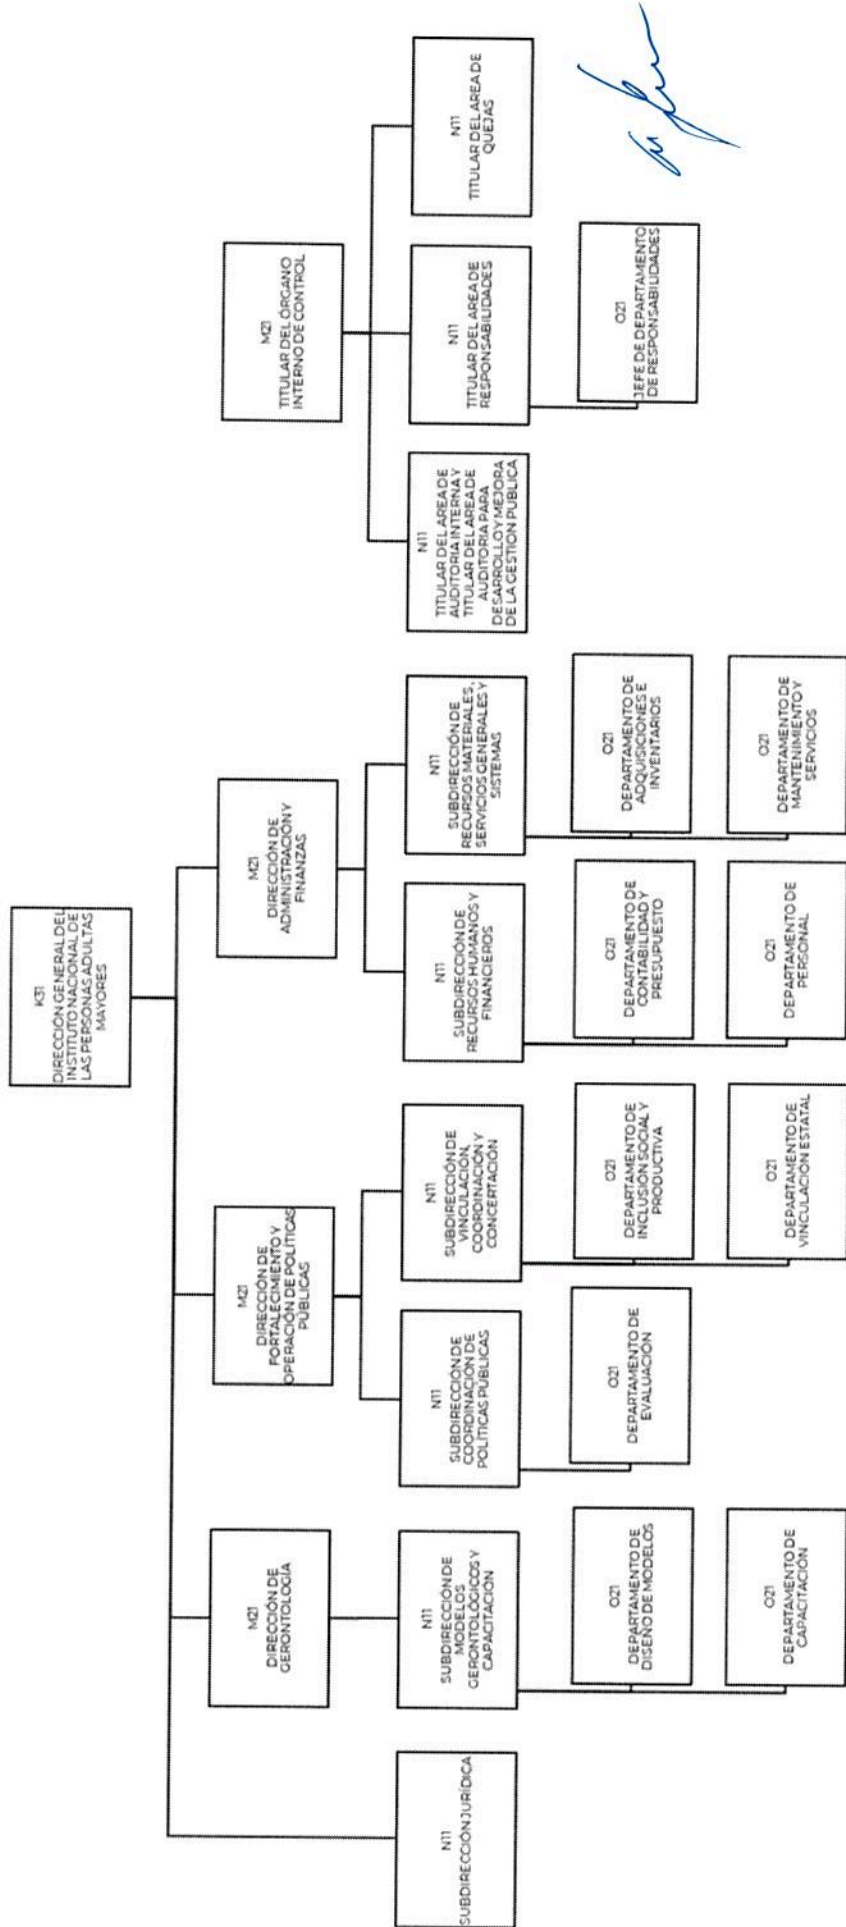 K31
DIRECCIÓN GENERAL DEL
INSTITUTO NACIONAL DE
LAS PERSONAS ADULTAS
MAYORES
N11
SUBDIRECCIÓN JURÍDICA
M21
DIRECCIÓN DE
GERONTOLOGÍA
N11
SUBDIRECCIÓN DE
MODELOS
GERONTOLÓGICOS Y
CAPACITACIÓN
O21
DEPARTAMENTO DE
DISEÑO DE MODELOS
O21
DEPARTAMENTO DE
CAPACITACIÓN
M21
DIRECCIÓN DE
FORTALECIMIENTO Y
OPERACIÓN DE POLÍTICAS
PÚBLICAS
N11
SUBDIRECCIÓN DE
COORDINACIÓN DE
POLÍTICAS PÚBLICAS
O21
DEPARTAMENTO DE
EVALUACIÓN
N11
SUBDIRECCIÓN DE
VINCULACIÓN,
COORDINACIÓN Y
CONCERTACIÓN
O21
DEPARTAMENTO DE
INCLUSIÓN SOCIAL Y
PRODUCTIVA
O21
DEPARTAMENTO DE
VINCULACIÓN ESTATAL
M21
DIRECCIÓN DE
ADMINISTRACIÓN Y
FINANZAS
N11
SUBDIRECCIÓN DE
RECURSOS HUMANOS Y
FINANCIEROS
O21
DEPARTAMENTO DE
CONTABILIDAD Y
PRESUPUESTO
O21
DEPARTAMENTO DE
PERSONAL
N11
SUBDIRECCIÓN DE
RECURSOS MATERIALES,
SERVICIOS GENERALES Y
SISTEMAS
O21
DEPARTAMENTO DE
ADQUISICIONES E
INVENTARIOS
O21
DEPARTAMENTO DE
MANTENIMIENTO Y
SERVICIOS
M21
TITULAR DEL ÓRGANO
INTERNO DE CONTROL
N11
TITULAR DEL AREA DE
AUDITORIA INTERNA Y
TITULAR DEL AREA DE
AUDITORIA PARA
DESARROLLO Y MEJORA
DE LA GESTION PUBLICA
N11
TITULAR DEL AREA DE
RESPONSABILIDADES
O21
JEFE DE DEPARTAMENTO
DE RESPONSABILIDADES
N11
TITULAR DEL AREA DE
QUEJAS